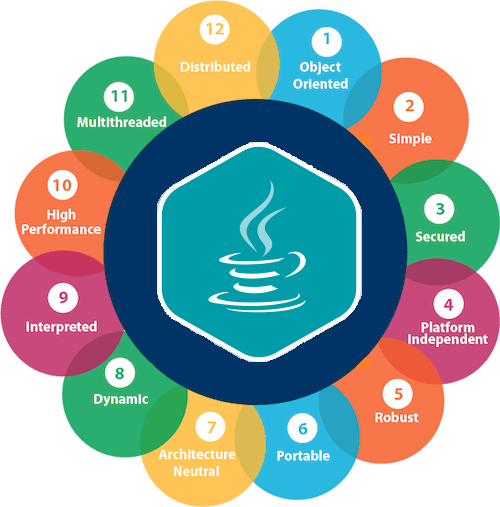 1
Object
Oriented
2
Simple
3
Secured
4
Platform
Independent
5
Robust
6
Portable
7
Architecture
Neutral
8
Dynamic
9
Interpreted
10
High
Performance
11
Multithreaded
12
Distributed